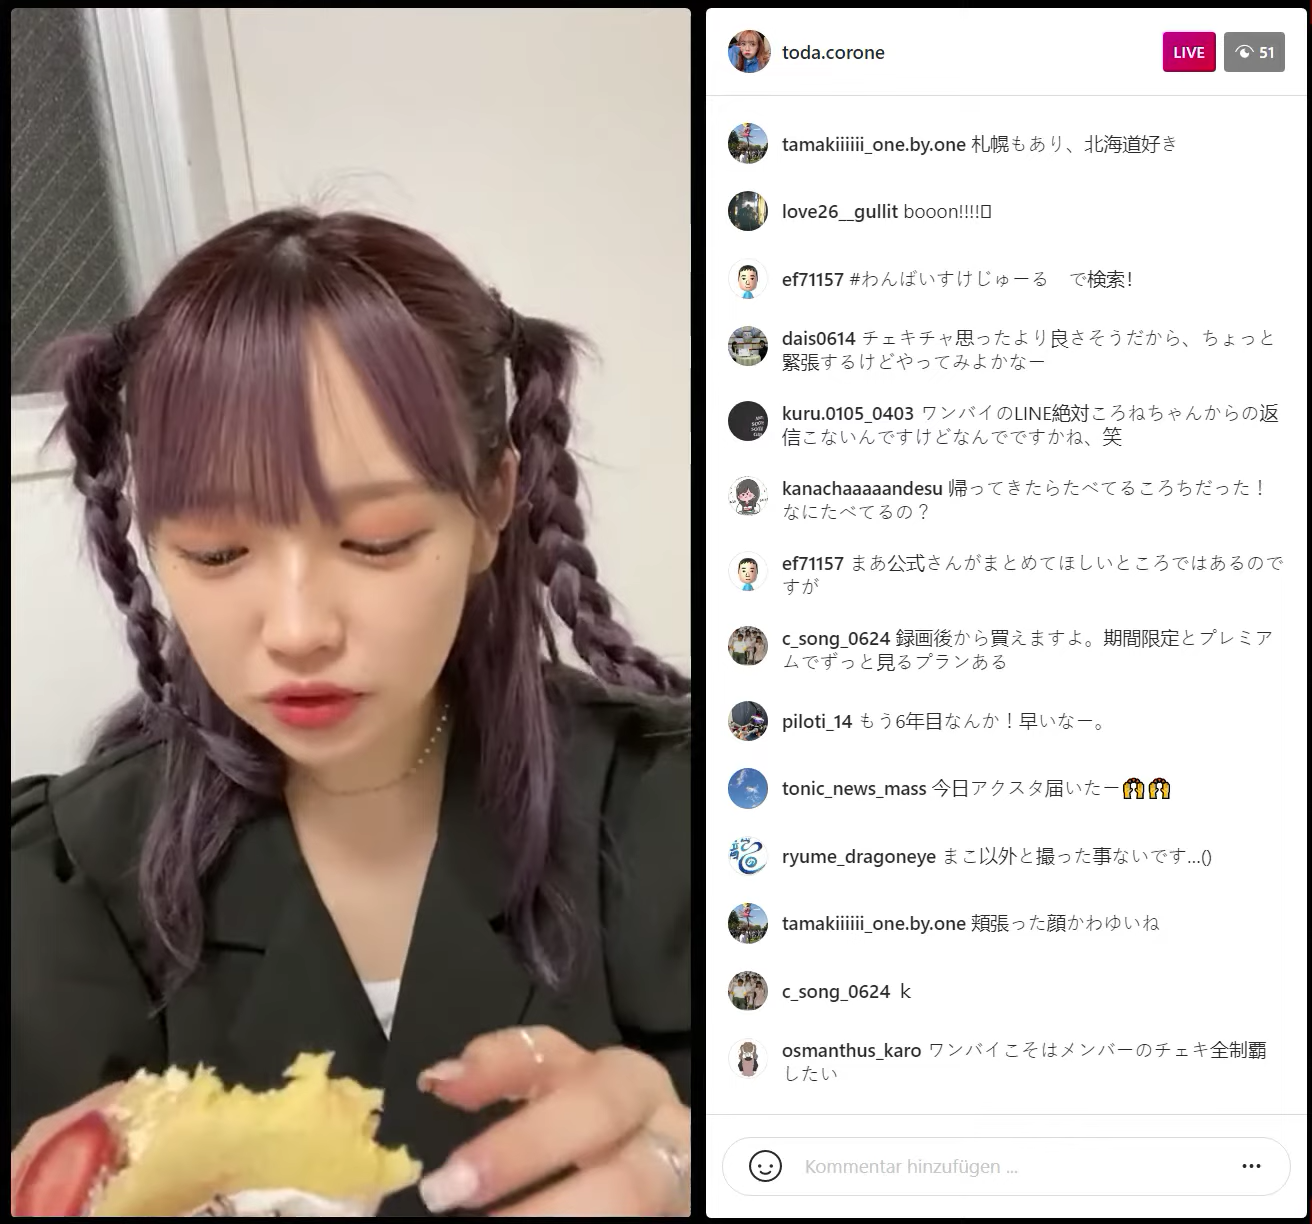 toda.corone
LIVE
51
tamakiiiiii_one.by.one 札幌もあり、北海道好き
love26__gullit booon!!!!
ef71157 #わんばいすけじゅーる　で検索!
dais0614 チェキチャ思ったより良さそうだから、ちょっと
緊張するけどやってみよかなー
kuru.0105_0403 ワンバイのLINE絶対ころねちゃんからの返
信こないんですけどなんでですかね、笑
kanachaaaaandesu 帰ってきたらたべてるころちだった！
なにたべてるの？
ef71157 まあ公式さんがまとめてほしいところではあるので
すが
c_song_0624 録画後から買えますよ。期間限定とプレミア
ムでずっと見るプランある
piloti_14 もう6年目なんか！早いなー。
tonic_news_mass 今日アクスタ届いたー🙌🙌
ryume_dragoneye まこ以外と撮った事ないです...()
tamakiiiiii_one.by.one 頬張った顔かわゆいね
c_song_0624 ｋ
osmanthus_karo ワンバイこそはメンバーのチェキ全制覇
したい
Kommentar hinzufügen ...